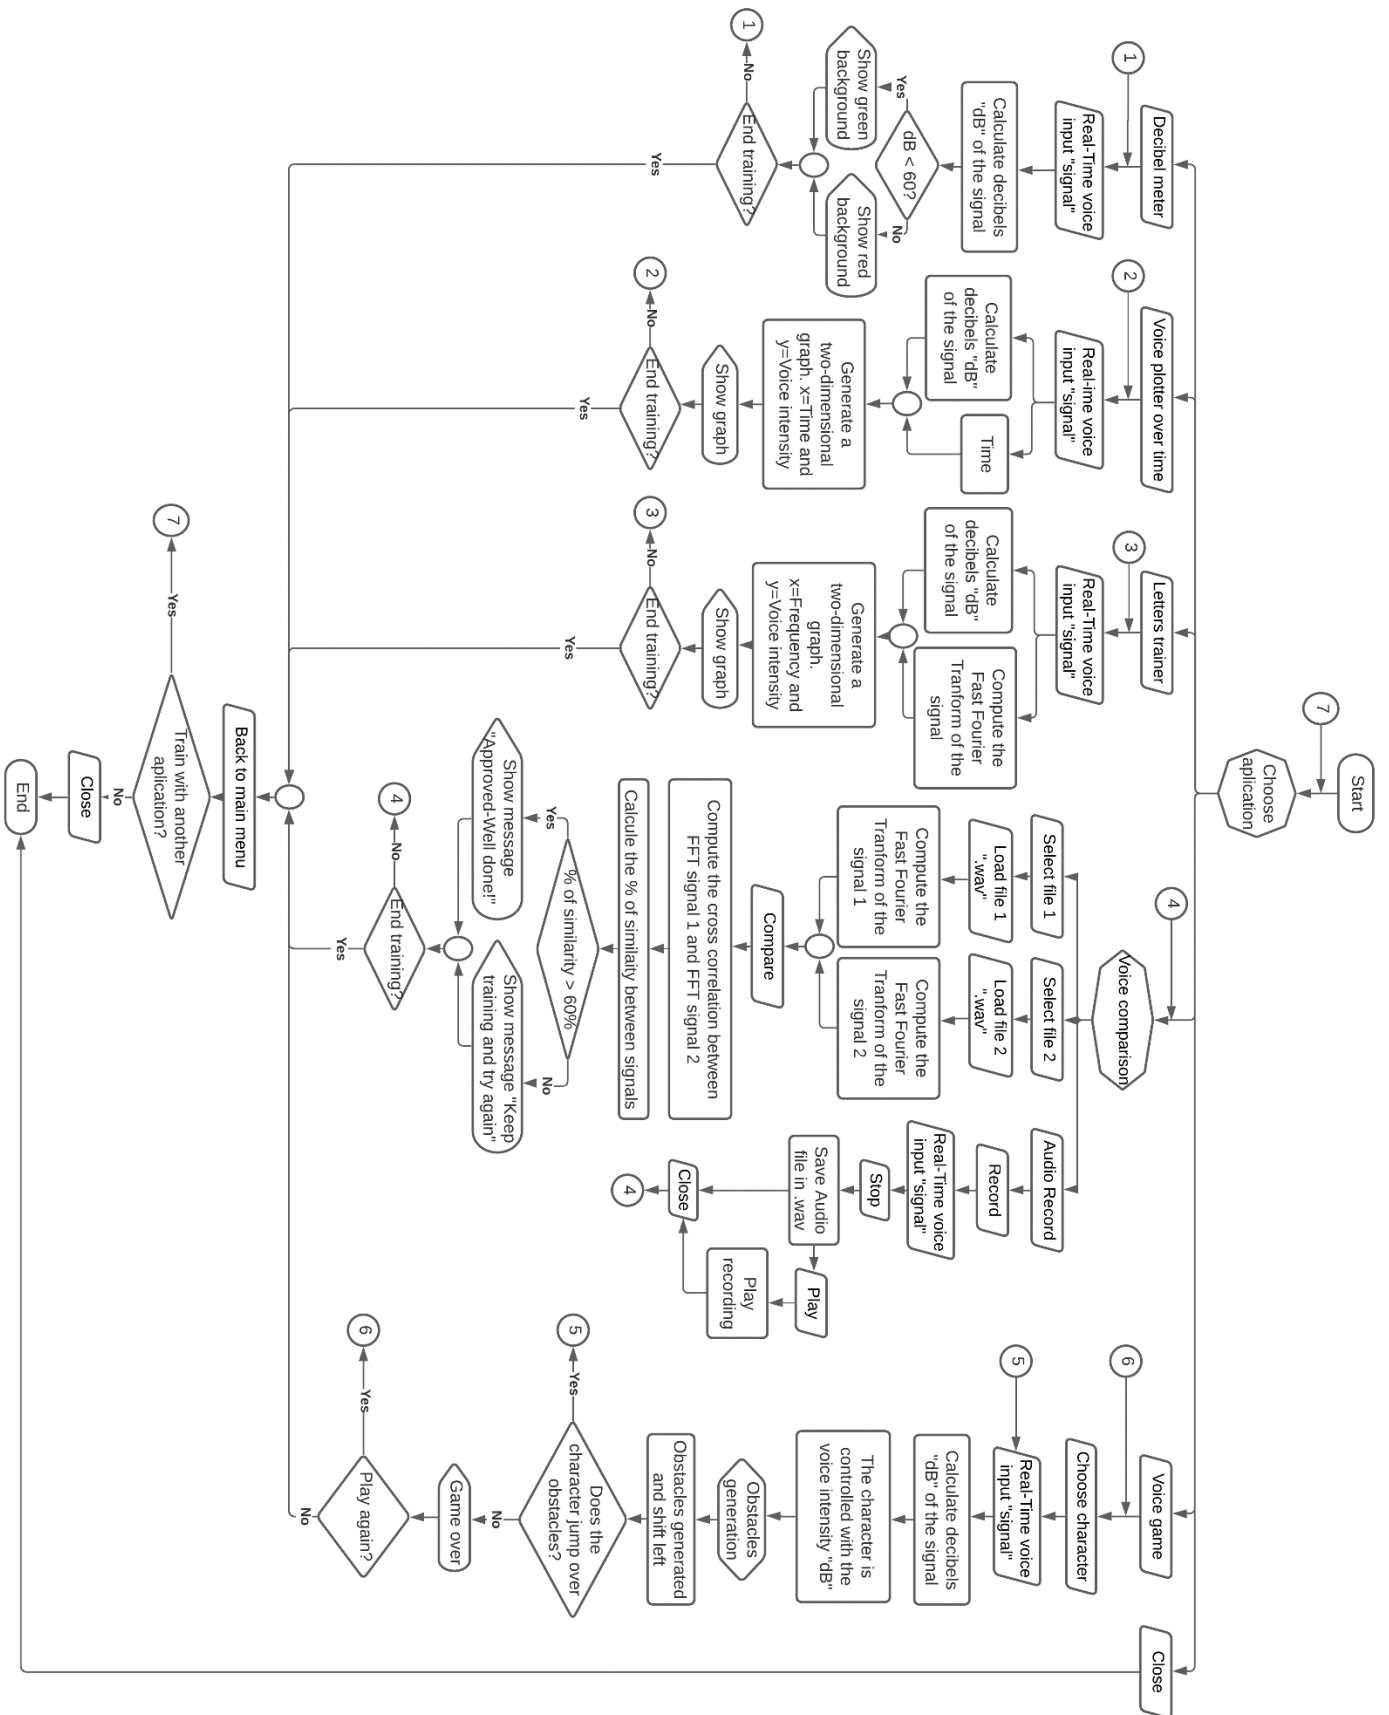 Start
7
Choose
aplication
Decibel meter
1
Real-Time voice
input "signal"
Calculate decibels
"dB" of the signal
dB < 60?
Yes
No
Show green
background
Show red
background
End training?
No
1
Yes
Voice plotter over time
2
Real-ime voice
input "signal"
Calculate
decibels "dB"
of the signal
Time
Generate a
two-dimensional
graph. x=Time and
y=Voice intensity
Show graph
End training?
No
2
Yes
Letters trainer
3
Real-Time voice
input "signal"
Calculate
decibels "dB"
of the signal
Compute the
Fast Fourier
Tranform of the
signal
Generate a
two-dimensional
graph.
x=Frequency and
y=Voice intensity
Show graph
End training?
No
3
Yes
4
Voice comparison
Select file 1
Load file 1
".wav"
Compute the
Fast Fourier
Tranform of the
signal 1
Select file 2
Load file 2
".wav"
Compute the
Fast Fourier
Tranform of the
signal 2
Compare
Compute the cross correlation between
FFT signal 1 and FFT signal 2
Calcule the % of similaity between signals
% of similarity > 60%
Yes
No
Show message
"Approved-Well done!"
Show message "Keep
training and try again"
End training?
No
4
Yes
Audio Record
Record
Real-Time voice
input "signal"
Stop
Save Audio
file in .wav
Play
Play
recording
Close
4
Voice game
6
Choose character
5
Real-Time voice
input "signal"
Calculate decibels
"dB" of the signal
The character is
controlled with the
voice intensity "dB"
Obstacles
generation
Obstacles generated
and shift left
Does the
character jump over
obstacles?
Yes
5
No
Game over
Play again?
Yes
6
No
Close
Back to main menu
Train with another
aplication?
Yes
7
No
Close
End